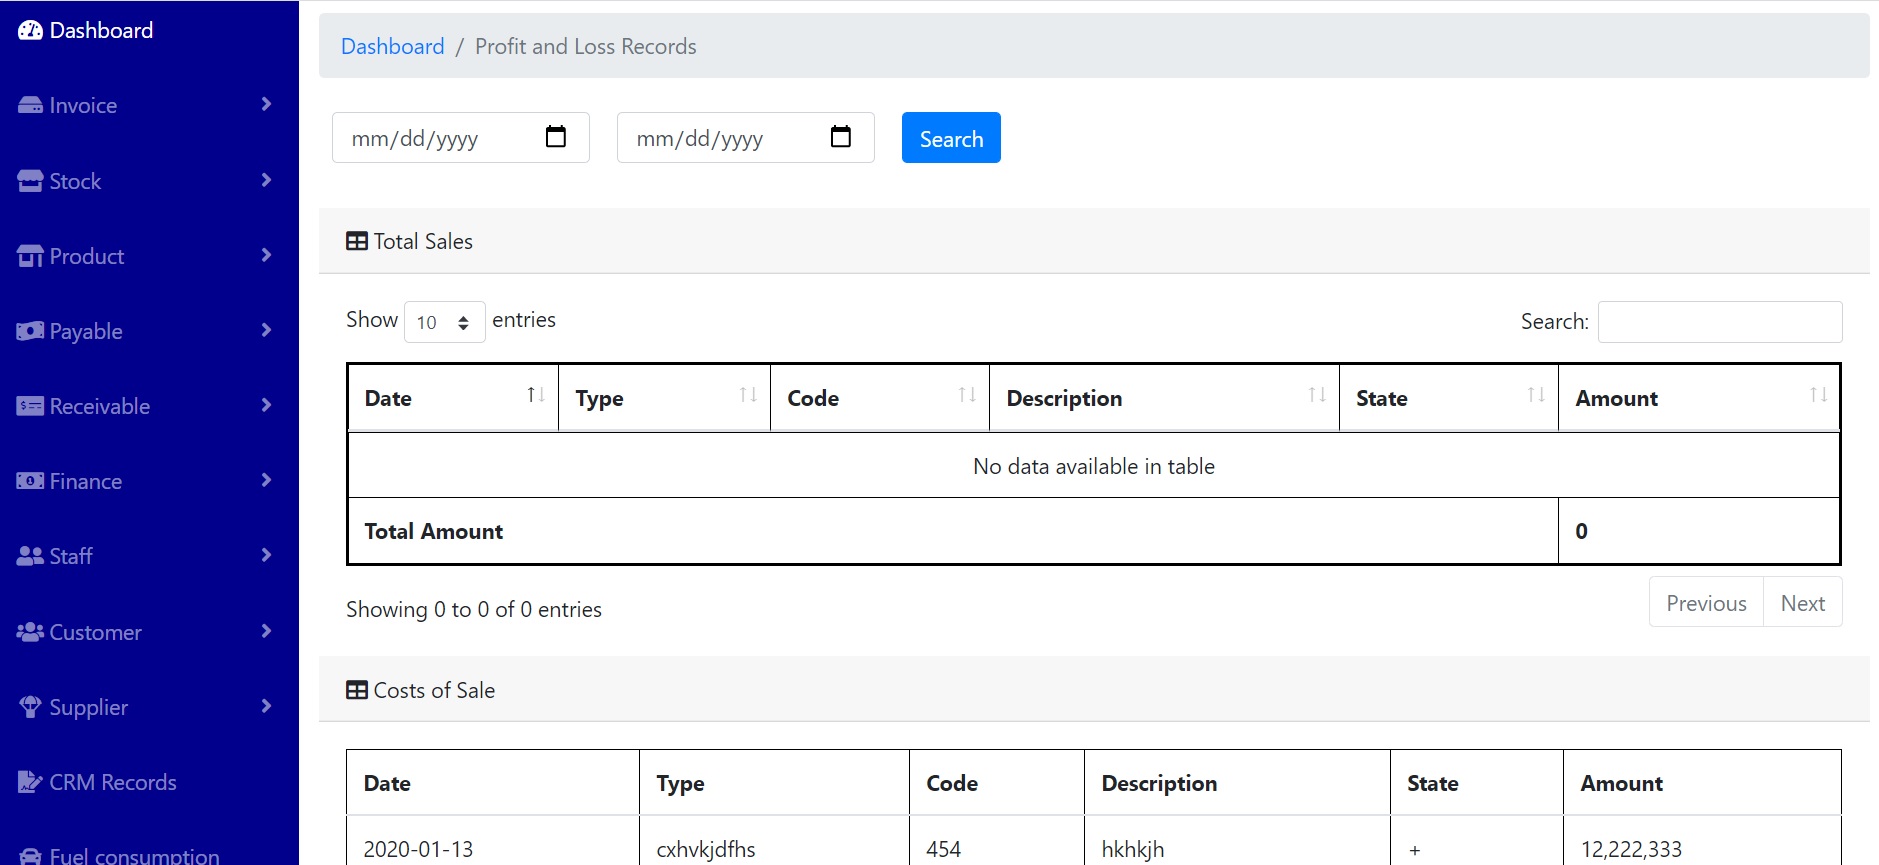 Dashboard
Invoice
Stock
Product
Payable
Receivable
Finance
Staff
Customer
Supplier
CRM Records
Fuel consumption
Dashboard / Profit and Loss Records
mm/dd/yyyy mm/dd/yyyy Search
Total Sales
Show 10 entries Search:
Date Type Code Description State Amount
No data available in table
Total Amount 0
Showing 0 to 0 of 0 entries Previous Next
Costs of Sale
Date Type Code Description State Amount
2020-01-13 cxhvkjdfhs 454 hkhkjh + 12,222,333